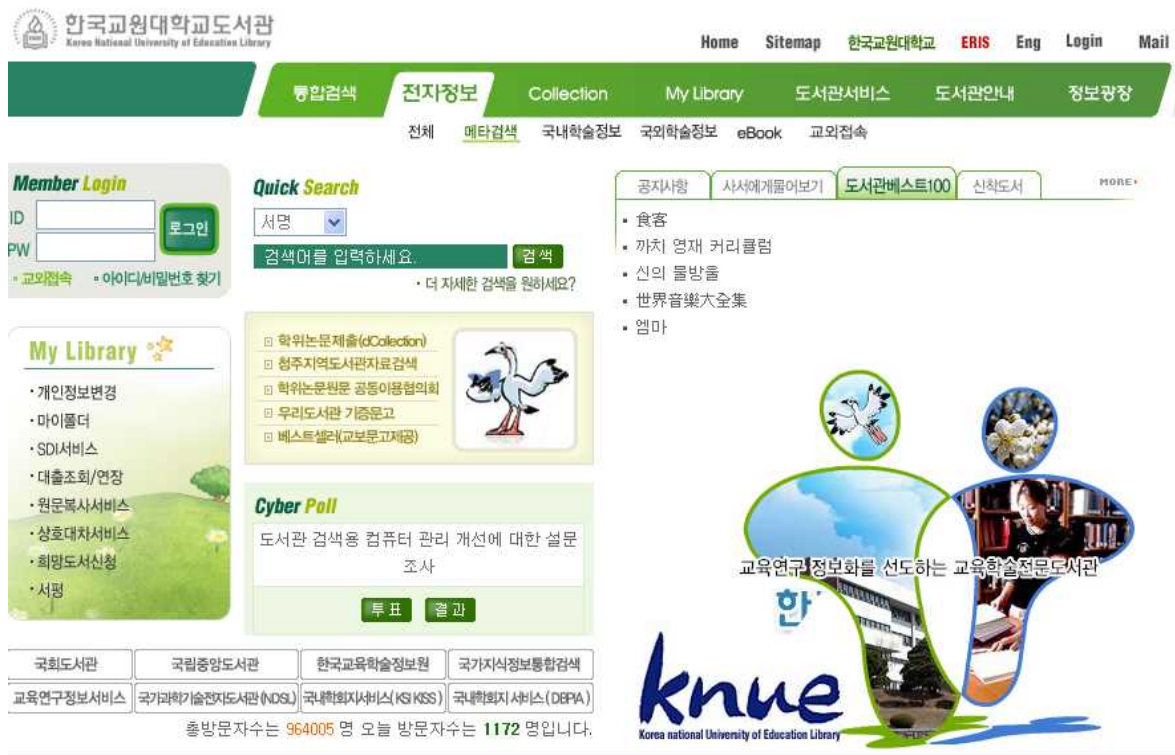 한국교원대학교도서관
Korea National University of Education Library
Home Sitemap 한국교원대학교 ERIS Eng Login Mail
통합검색 전자정보 Collection My Library 도서관서비스 도서관안내 정보광장
전체 메타검색 국내학술정보 국외학술정보 eBook 교외접속
Member Login
ID
PW
로그인
교외접속 아이디/비밀번호 찾기
Quick Search
서명
검색어를 입력하세요. 검색
더 자세한 검색을 원하세요?
공지사항 사서에게물어보기 도서관베스트100 신착도서 MORE
食客
까치 영재 커리큘럼
신의 물방울
世界音樂大全集
엠마
My Library
개인정보변경
마이폴더
SDI서비스
대출조회/연장
원문복사서비스
상호대차서비스
희망도서신청
서평
학위논문제출(dCollection)
청주지역도서관자료검색
학위논문원문 공동이용협의회
우리도서관 기증문고
베스트셀러(교보문고제공)
Cyber Poll
도서관 검색용 컴퓨터 관리 개선에 대한 설문
조사
투표 결과
교육연구 정보화를 선도하는 교육학술전문도서관
한
knue
Korea national University of Education Library
국회도서관 국립중앙도서관 한국교육학술정보원 국가지식정보통합검색
교육연구정보서비스 국가과학기술전자도서관(NDSL) 국내학회지서비스(KSI KISS) 국내학회지 서비스(DBPIA)
총방문자수는 964005 명 오늘 방문자수는 1172 명입니다.